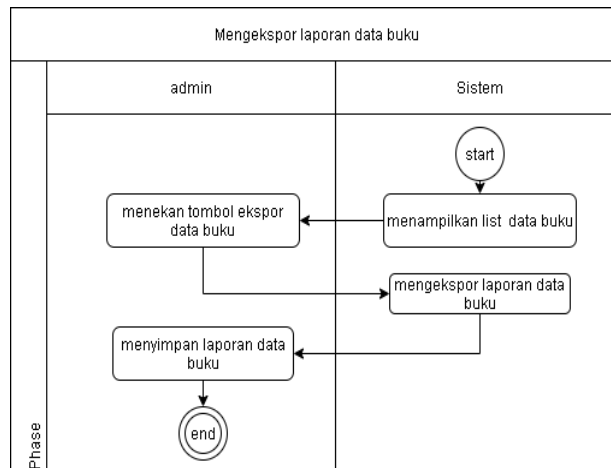 Mengekspor laporan data buku
admin
Sistem
start
menampilkan list data buku
menekan tombol ekspor
data buku
mengekspor laporan data
buku
menyimpan laporan data
buku
end
Phase